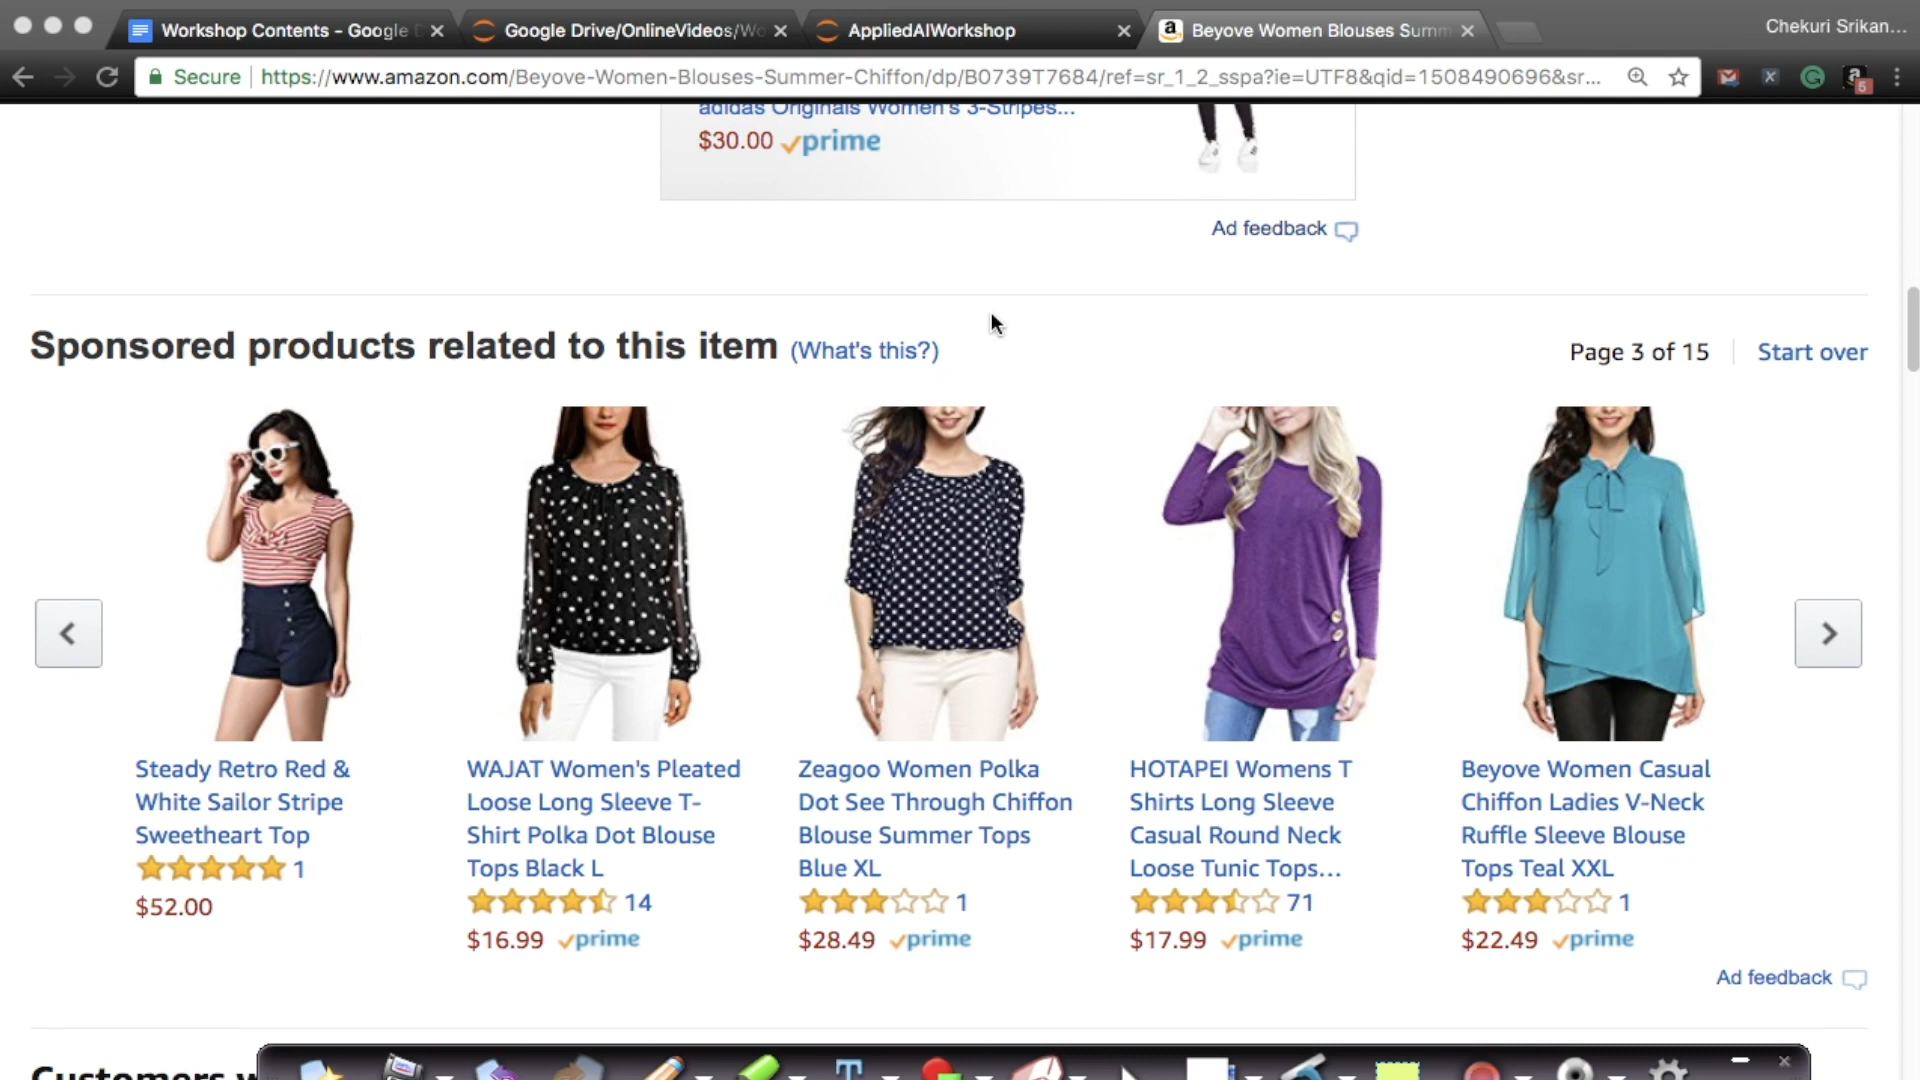 Workshop Contents - Google D
Google Drive/OnlineVideos/Wo
AppliedAIWorkshop
Beyove Women Blouses Summ
Chekuri Srikan...
Secure
https://www.amazon.com/Beyove-Women-Blouses-Summer-Chiffon/dp/B0739T7684/ref=sr_1_2_sspa?ie=UTF8&qid=1508490696&sr...
5
adidas Originals Women's 3-Stripes...
$30.00 prime
Ad feedback
Sponsored products related to this item (What's this?)
Page 3 of 15
Start over
Steady Retro Red &
White Sailor Stripe
Sweetheart Top
1
$52.00
WAJAT Women's Pleated
Loose Long Sleeve T-
Shirt Polka Dot Blouse
Tops Black L
14
$16.99 prime
Zeagoo Women Polka
Dot See Through Chiffon
Blouse Summer Tops
Blue XL
1
$28.49 prime
HOTAPEI Womens T
Shirts Long Sleeve
Casual Round Neck
Loose Tunic Tops...
71
$17.99 prime
Beyove Women Casual
Chiffon Ladies V-Neck
Ruffle Sleeve Blouse
Tops Teal XXL
1
$22.49 prime
Ad feedback
Customers w